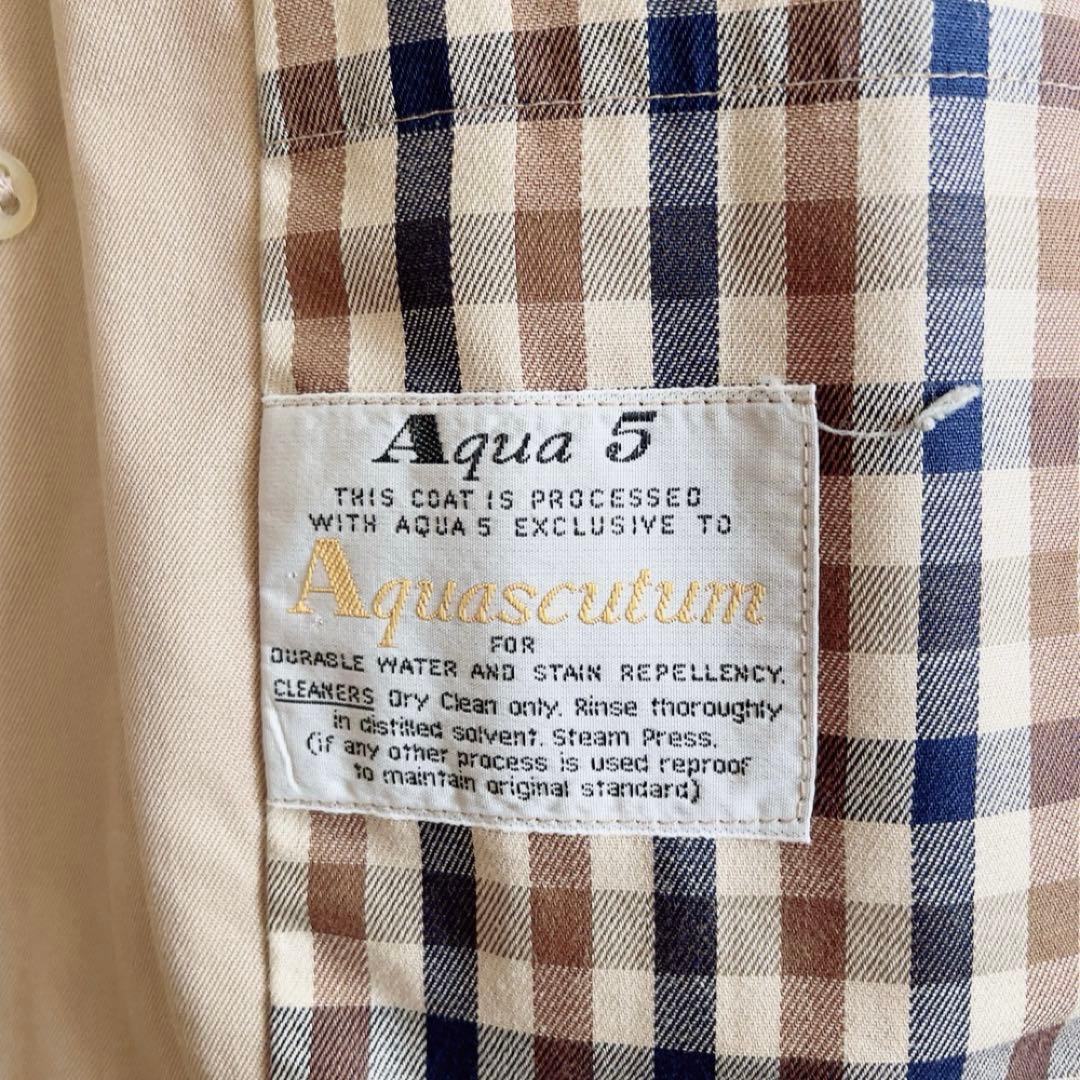 Aqua 5
THIS COAT IS PROCESSED
WITH AQUA 5 EXCLUSIVE TO
Aquascutum
FOR
DURABLE WATER AND STAIN REPELLENCY.
CLEANERS Dry Clean only. Rinse thoroughly
in distilled solvent. Steam Press.
(if any other process is used reproof
to maintain original standard)